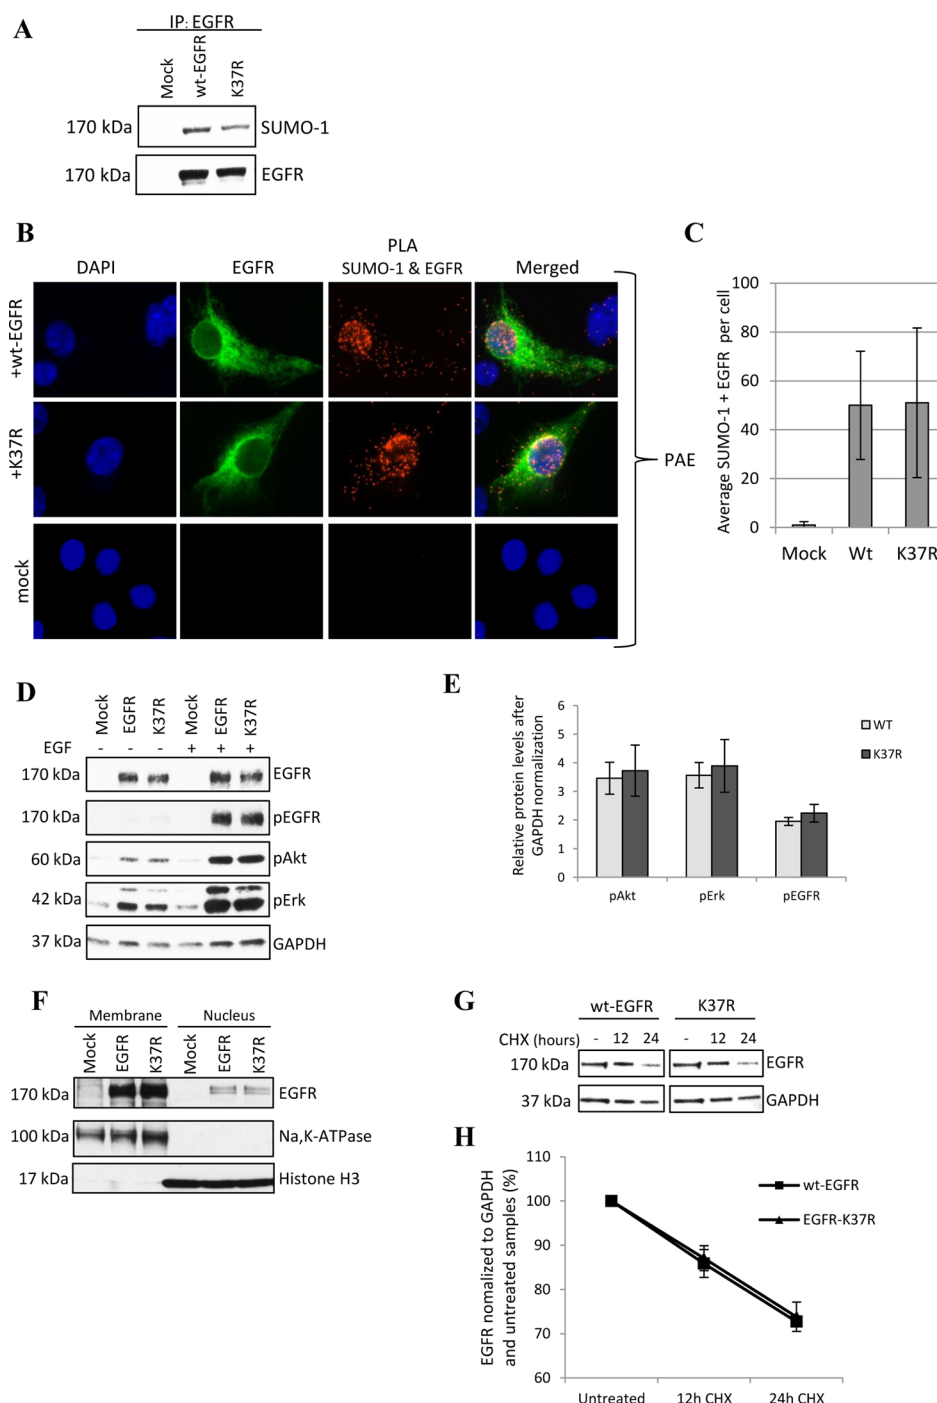 A
IP: EGFR
Mock
wt-EGFR
K37R
170 kDa
SUMO-1
170 kDa
EGFR
B
DAPI
EGFR
PLA
SUMO-1 & EGFR
Merged
+wt-EGFR
+K37R
mock
PAE
C
Average SUMO-1 + EGFR per cell
100
80
60
40
20
0
Mock Wt K37R
D
Mock
EGFR
K37R
Mock
EGFR
K37R
EGF - - - + + +
170 kDa
EGFR
170 kDa
pEGFR
60 kDa
pAkt
42 kDa
pErk
37 kDa
GAPDH
E
Relative protein levels after
GAPDH normalization
6
5
4
3
2
1
0
pAkt pErk pEGFR
WT
K37R
F
Membrane Nucleus
Mock
EGFR
K37R
Mock
EGFR
K37R
170 kDa
EGFR
100 kDa
Na,K-ATPase
17 kDa
Histone H3
G
wt-EGFR K37R
CHX (hours) - 12 24 - 12 24
170 kDa
EGFR
37 kDa
GAPDH
H
EGFR nomalized to GAPDH
and untreated samples (%)
110
100
90
80
70
60
wt-EGFR
EGFR-K37R
Untreated 12h CHX 24h CHX